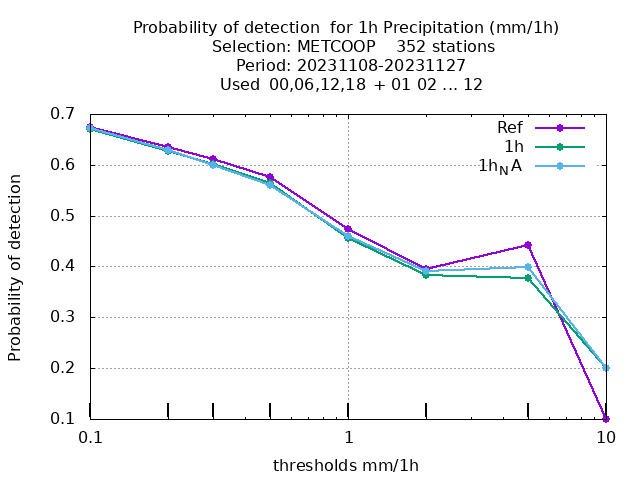 Probability of detection  for 1h Precipitation (mm/1h)
Selection: METCOOP    352 stations
Period: 20231108-20231127
Used  00,06,12,18  + 01 02 ... 12
Probability of detection
0.7
0.6
0.5
0.4
0.3
0.2
0.1
Ref
1h
1hNA
0.1
1
10
thresholds mm/1h